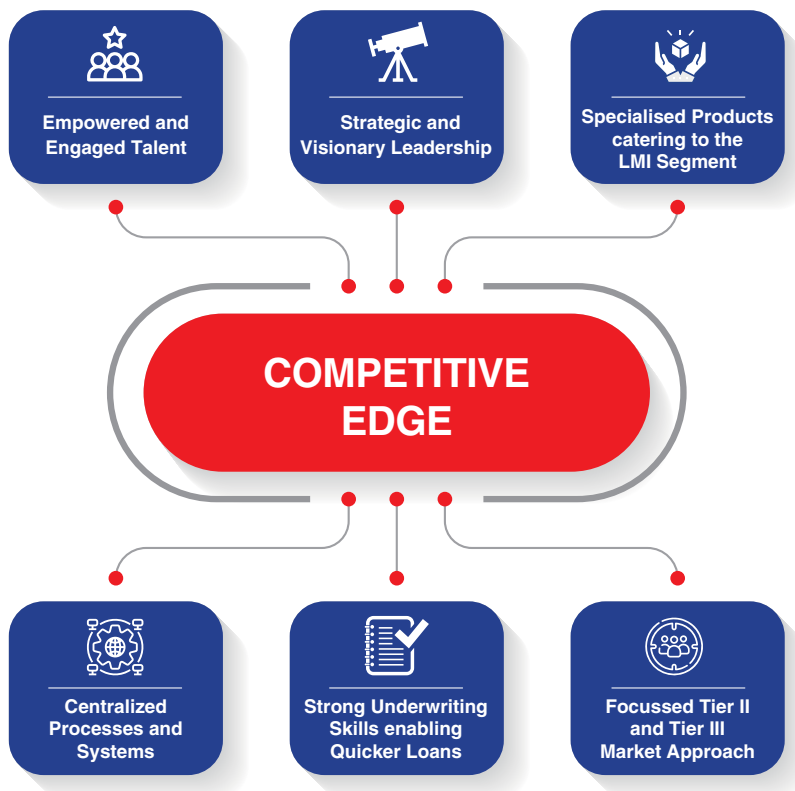 Empowered and
Engaged Talent
Strategic and
Visionary Leadership
Specialised Products
catering to the
LMI Segment
COMPETITIVE
EDGE
Centralized
Processes and
Systems
Strong Underwriting
Skills enabling
Quicker Loans
Focussed Tier II
and Tier III
Market Approach